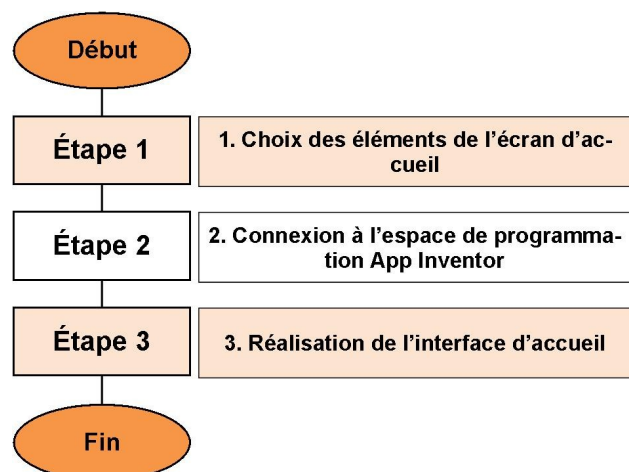 Début
Étape 1
1. Choix des éléments de l'écran d'ac-
cueil
Étape 2
2. Connexion à l'espace de programma-
tion App Inventor
Étape 3
3. Réalisation de l'interface d'accueil
Fin